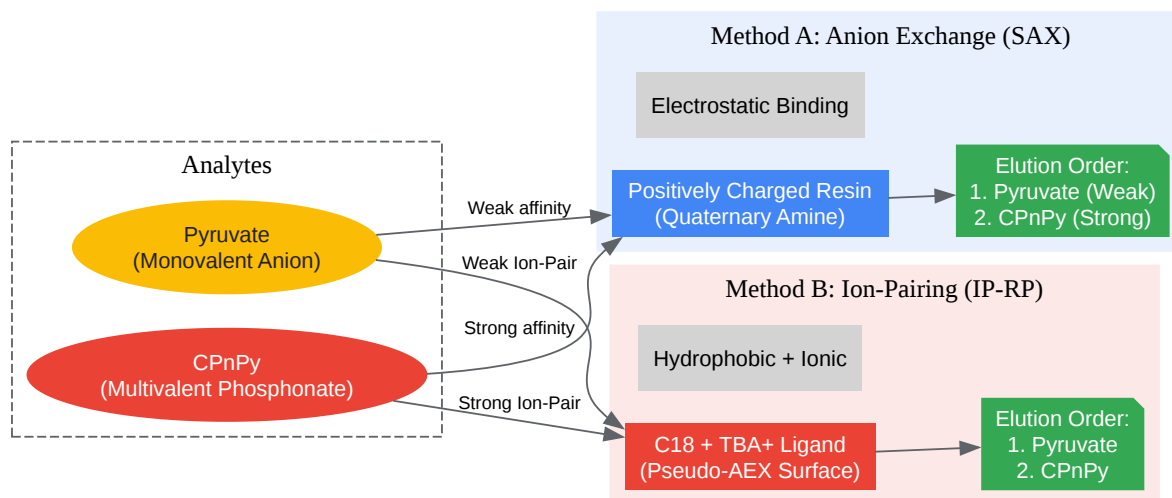 Analytes
Pyruvate
(Monovalent Anion)
CPnPy
(Multivalent Phosphonate)
Weak affinity
Weak Ion-Pair
Strong affinity
Strong Ion-Pair
Method A: Anion Exchange (SAX)
Electrostatic Binding
Positively Charged Resin
(Quaternary Amine)
Elution Order:
1. Pyruvate (Weak)
2. CPnPy (Strong)
Method B: Ion-Pairing (IP-RP)
Hydrophobic + Ionic
C18 + TBA+ Ligand
(Pseudo-AEX Surface)
Elution Order:
1. Pyruvate
2. CPnPy